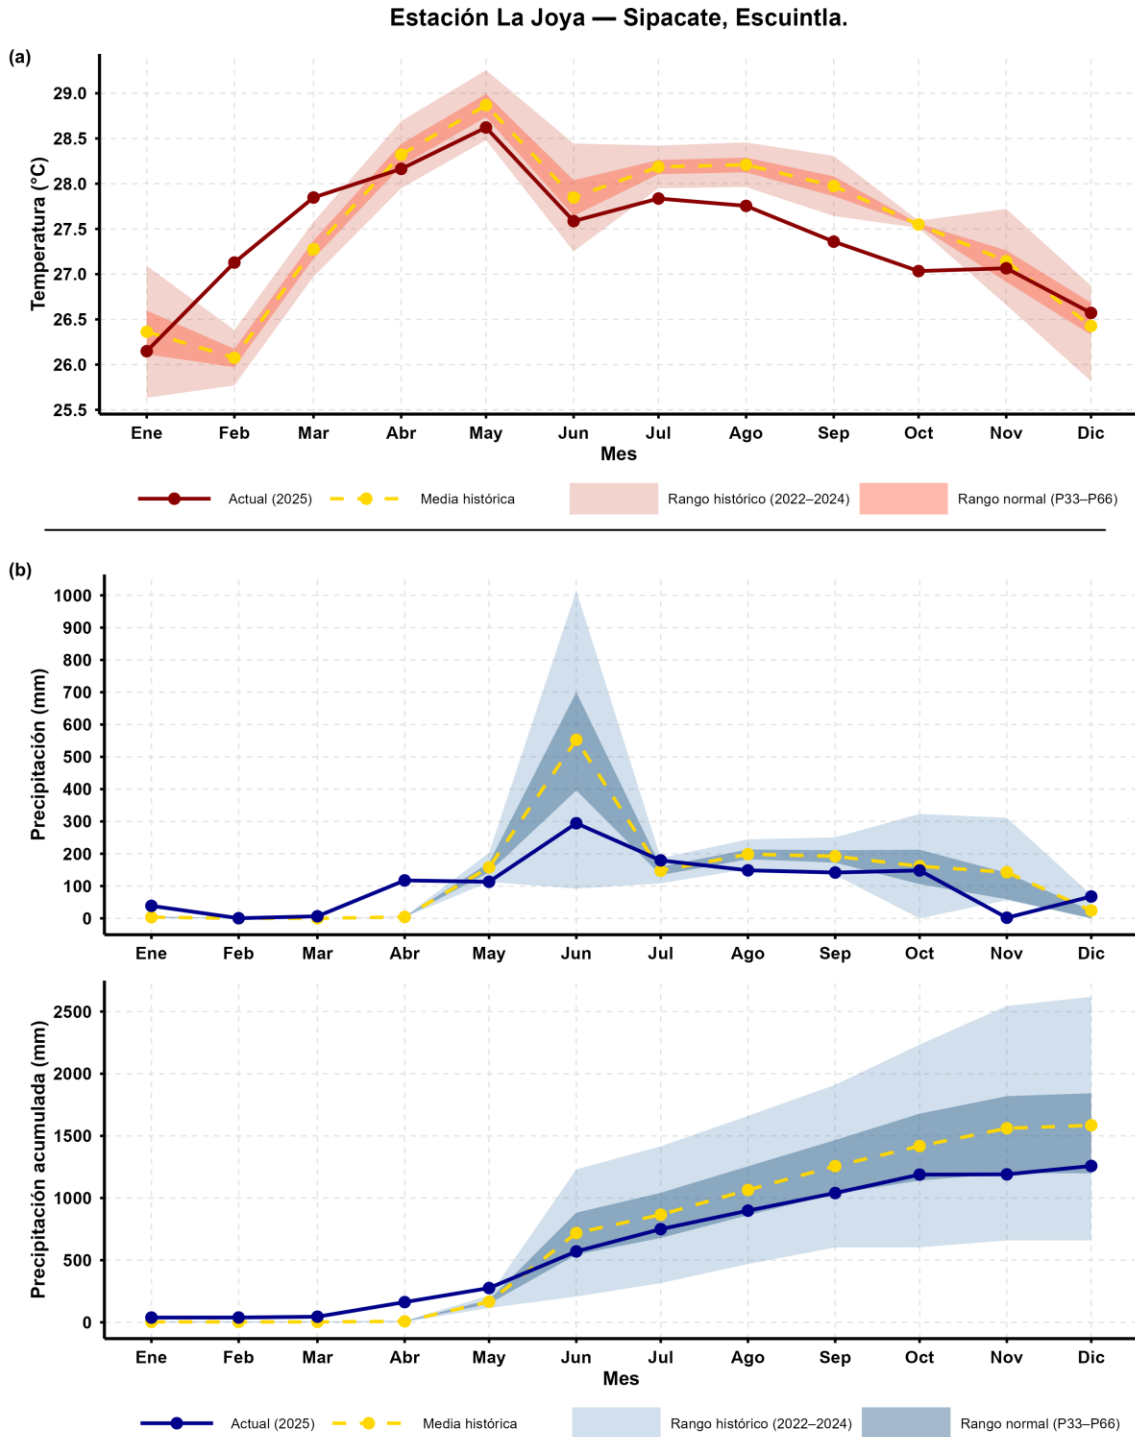 Estación La Joya — Sipacate, Escuintla.
(a)
Temperatura (°C)
29.0
28.5
28.0
27.5
27.0
26.5
26.0
25.5
Ene Feb Mar Abr May Jun Jul Ago Sep Oct Nov Dic
Mes
Actual (2025) Media histórica Rango histórico (2022–2024) Rango normal (P33–P66)
(b)
Precipitación (mm)
1000
900
800
700
600
500
400
300
200
100
0
Ene Feb Mar Abr May Jun Jul Ago Sep Oct Nov Dic
Precipitación acumulada (mm)
2500
2000
1500
1000
500
0
Ene Feb Mar Abr May Jun Jul Ago Sep Oct Nov Dic
Mes
Actual (2025) Media histórica Rango histórico (2022–2024) Rango normal (P33–P66)